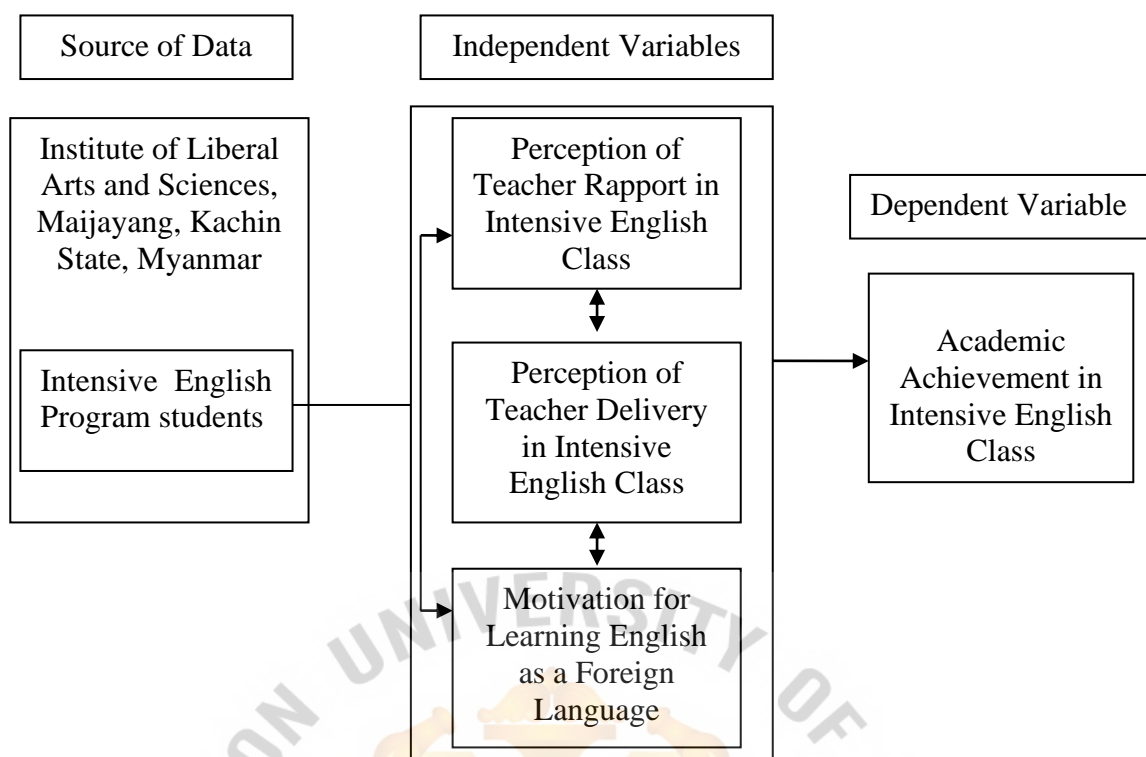 Source of Data
Independent Variables
Institute of Liberal
Arts and Sciences,
Maijayang, Kachin
State, Myanmar
Intensive English
Program students
Perception of
Teacher Rapport in
Intensive English
Class
Perception of
Teacher Delivery
in Intensive
English Class
Motivation for
Learning English
as a Foreign
Language
Dependent Variable
Academic
Achievement in
Intensive English
Class
UNIVERSITY OF